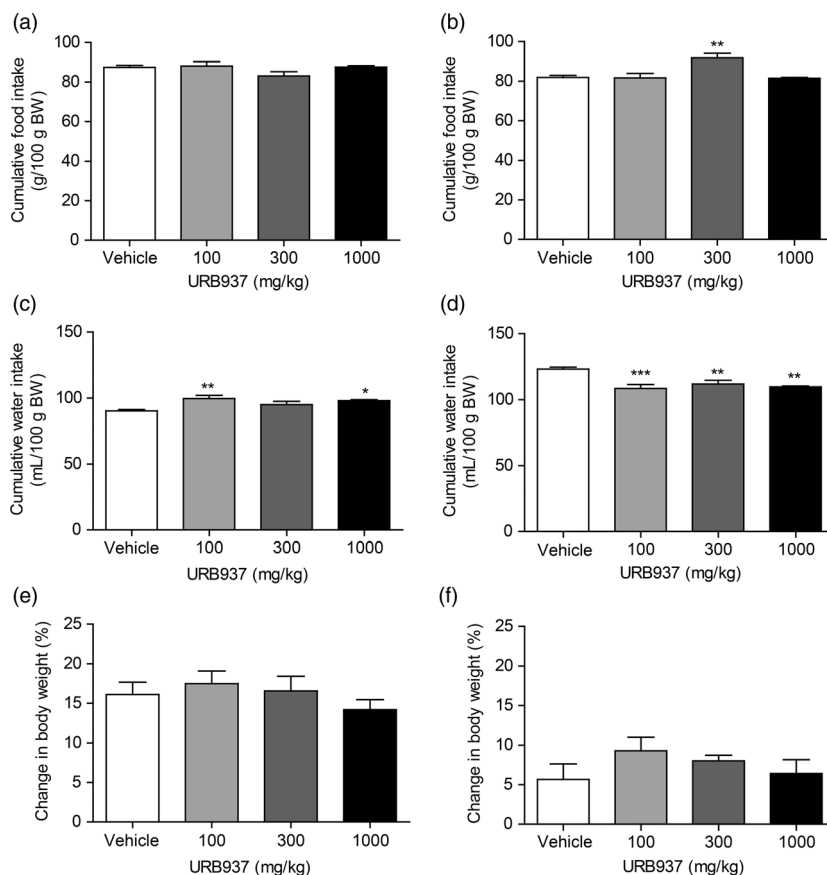 (a)
Cumulative food intake
(g/100 g BW)
100
80
60
40
20
0
Vehicle 100 300 1000
URB937 (mg/kg)
(b)
Cumulative food intake
(g/100 g BW)
100
80
60
40
20
0
**
Vehicle 100 300 1000
URB937 (mg/kg)
(c)
Cumulative water intake
(mL/100 g BW)
150
100
50
0
** *
Vehicle 100 300 1000
URB937 (mg/kg)
(d)
Cumulative water intake
(mL/100 g BW)
150
100
50
0
*** ** **
Vehicle 100 300 1000
URB937 (mg/kg)
(e)
Change in body weight (%)
25
20
15
10
5
0
Vehicle 100 300 1000
URB937 (mg/kg)
(f)
Change in body weight (%)
25
20
15
10
5
0
Vehicle 100 300 1000
URB937 (mg/kg)